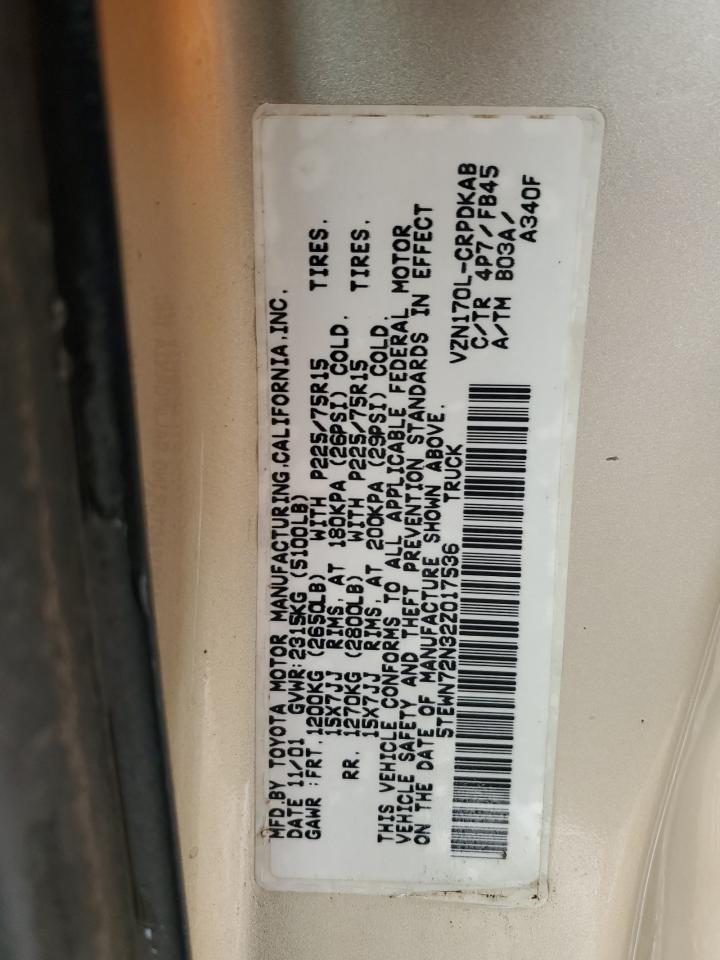 MFD.BY TOYOTA MOTOR MANUFACTURING,CALIFORNIA,INC.
DATE 11/01 GVWR:2315KG (5100LB)
GAWR : FRT. 1200KG (2650LB) WITH P225/75R15 TIRES,
15X7JJ RIMS, AT 180KPA (26PSI) COLD.
RR. 1270KG (2800LB) WITH P225/75R15 TIRES,
15X7JJ RIMS, AT 200KPA (29PSI) COLD.
THIS VEHICLE CONFORMS TO ALL APPLICABLE FEDERAL MOTOR
VEHICLE SAFETY AND THEFT PREVENTION STANDARDS IN EFFECT
ON THE DATE OF MANUFACTURE SHOWN ABOVE.
5TEWN72N32Z017536 TRUCK
VZN170L-CRPDKAB
C/TR 4P7/FB45
A/TM B03A/
A340F